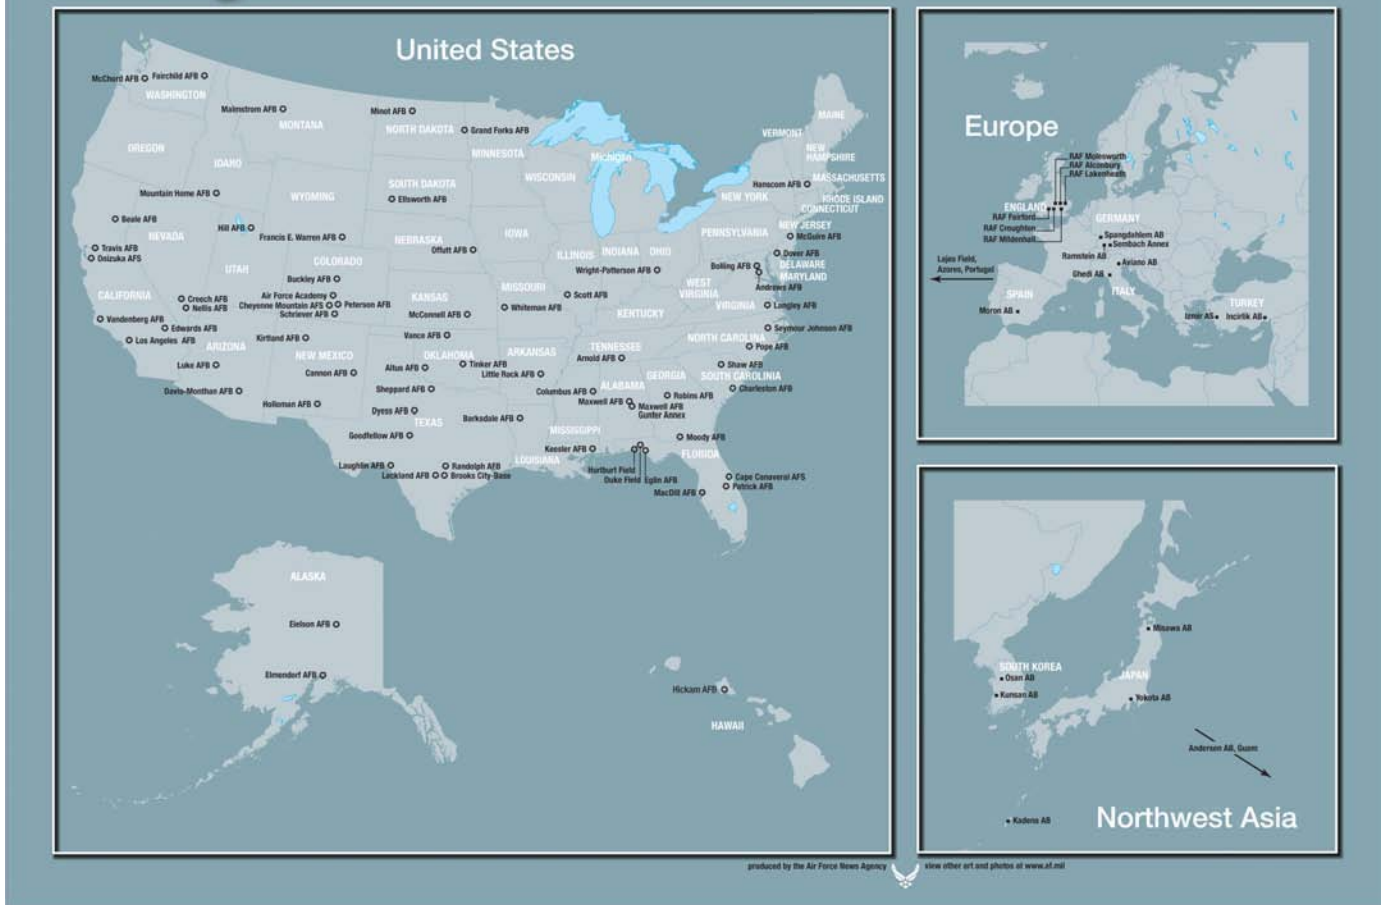 United States
McChord AFB
Fairchild AFB
WASHINGTON
Malmstrom AFB
MONTANA
Minot AFB
NORTH DAKOTA
Grand Forks AFB
MINNESOTA
Michigan
MAINE
VERMONT
NEW
HAMPSHIRE
OREGON
IDAHO
WISCONSIN
Hanscom AFB
MASSACHUSETTS
Mountain Home AFB
WYOMING
SOUTH DAKOTA
Ellsworth AFB
NEW YORK
RHODE ISLAND
CONNECTICUT
Beale AFB
NEVADA
Hill AFB
Francis E. Warren AFB
NEBRASKA
Offutt AFB
IOWA
ILLINOIS
INDIANA
OHIO
PENNSYLVANIA
NEW JERSEY
McGuire AFB
Travis AFB
Onizuka AFS
UTAH
COLORADO
Buckley AFB
Wright-Patterson AFB
Bolling AFB
Dover AFB
DELAWARE
MARYLAND
Andrews AFB
CALIFORNIA
Creech AFB
Nellis AFB
Air Force Academy
Cheyenne Mountain AFS
Peterson AFB
Schriever AFB
KANSAS
McConnell AFB
MISSOURI
Whiteman AFB
Scott AFB
KENTUCKY
WEST
VIRGINIA
VIRGINIA
Langley AFB
Vandenberg AFB
Edwards AFB
Los Angeles AFB
ARIZONA
Kirtland AFB
NEW MEXICO
Vance AFB
OKLAHOMA
ARKANSAS
TENNESSEE
Arnold AFB
NORTH CAROLINA
Seymour Johnson AFB
Pope AFB
Luke AFB
Cannon AFB
Altus AFB
Tinker AFB
Little Rock AFB
Shaw AFB
GEORGIA
SOUTH CAROLINIA
Davis-Monthan AFB
Holloman AFB
Sheppard AFB
Columbus AFB
ALABAMA
Maxwell AFB
Maxwell AFB
Gunter Annex
Robins AFB
Charleston AFB
Dyess AFB
TEXAS
Barksdale AFB
MISSISSIPPI
Goodfellow AFB
Keesler AFB
Moody AFB
FLORIDA
Laughlin AFB
Randolph AFB
Lackland AFB
Brooks City-Base
LOUISIANA
Hurlburt Field
Duke Field
Eglin AFB
Cape Canaveral AFS
Patrick AFB
MacDill AFB
ALASKA
Eielson AFB
Elmendorf AFB
Hickam AFB
HAWAII
Europe
RAF Molesworth
RAF Alconbury
RAF Lakenheath
ENGLAND
RAF Fairford
RAF Croughton
RAF Mildenhall
GERMANY
Spangdahlem AB
Sembach Annex
Ramstein AB
Aviano AB
Ghedi AB
ITALY
Lajes Field,
Azores, Portugal
SPAIN
Moron AB
TURKEY
Izmir AS
Incirlik AB
Misawa AB
SOUTH KOREA
Osan AB
Kunsan AB
JAPAN
Yokota AB
Andersen AB, Guam
Kadena AB
Northwest Asia
produced by the Air Force News Agency
view other art and photos at www.af.mil